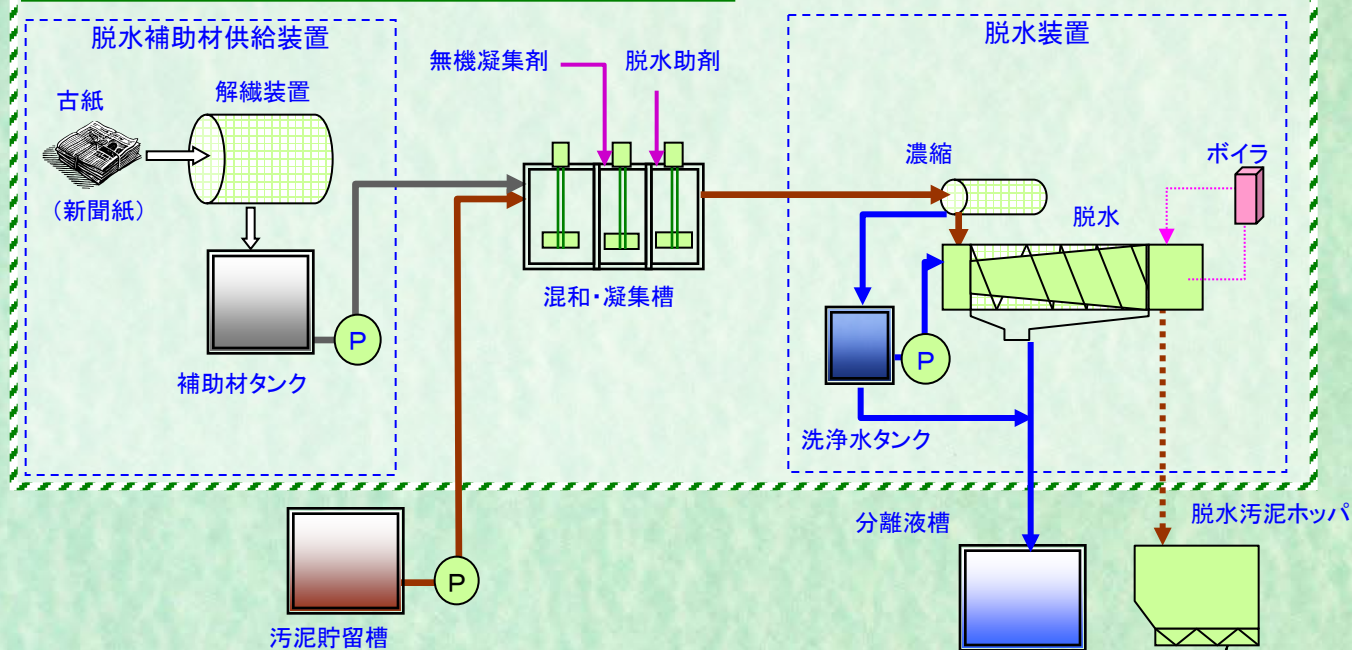 脱水補助材供給装置
古紙
解繊装置
（新聞紙）
補助材タンク
P
無機凝集剤
脱水助剤
混和・凝集槽
脱水装置
濃縮
ボイラ
脱水
P
洗浄水タンク
汚泥貯留槽
P
分離液槽
脱水汚泥ホッパ